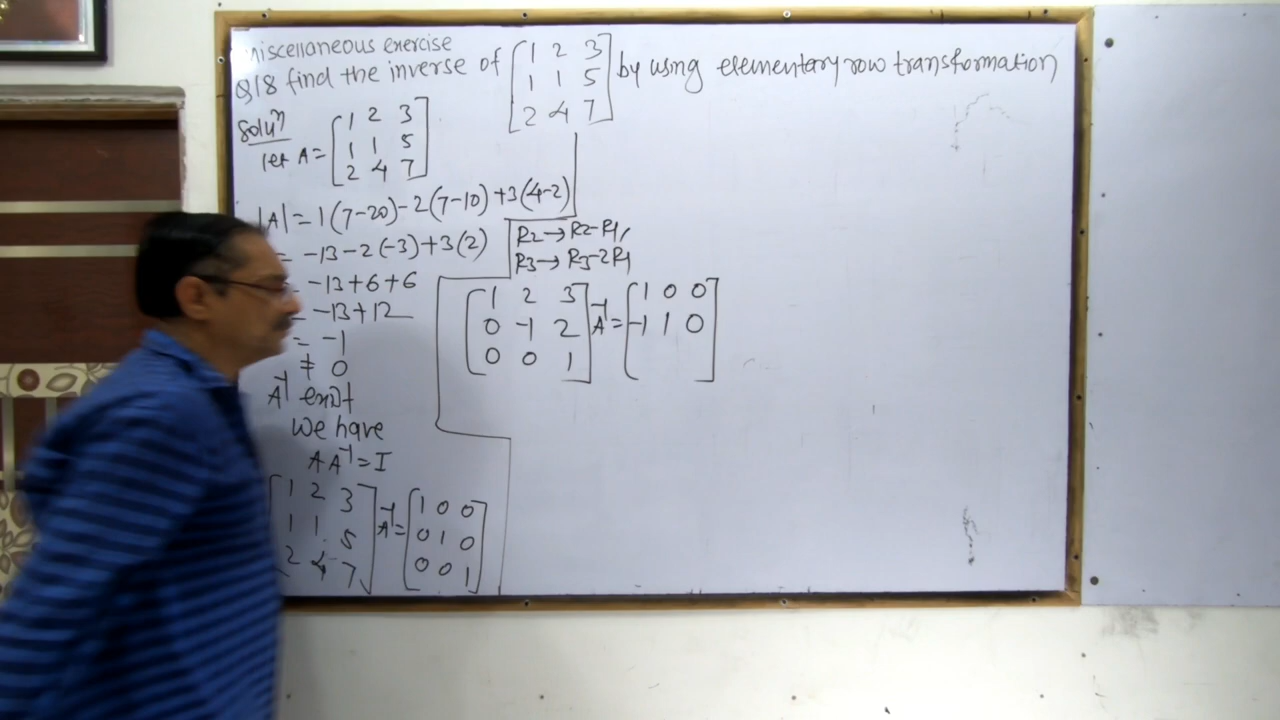 Miscellaneous exercise
Q18 find the inverse of [1 2 3 by using elementary row transformation
1 1 5
2 4 7]
Soluⁿ
let A = [1 2 3
1 1 5
2 4 7]
|A| = 1(7-20)-2(7-10)+3(4-2)
= -13-2(-3)+3(2)
-13+6+6
= -13+12
= -1
≠ 0
A⁻¹ exist
We have
AA⁻¹ = I
[1 2 3
1 1 5
2 4 7] A⁻¹ = [1 0 0
0 1 0
0 0 1]
R2→R2-R1,
R3→R3-2R1
[1 2 3
0 -1 2
0 0 1] A⁻¹ = [1 0 0
-1 1 0]